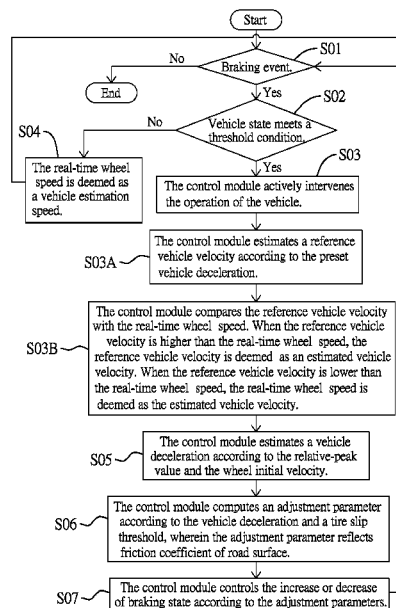 Start
S01
No
Braking event.
End
Yes
S02
S04
No
Vehicle state meets a
threshold condition.
The real-time wheel
speed is deemed as
a vehicle estimation
speed.
Yes
S03
The control module actively intervenes
the operation of the vehicle.
S03A
The control module estimates a reference
vehicle velocity according to the preset
vehicle deceleration.
S03B
The control module compares the reference vehicle velocity
with the real-time wheel speed. When the reference vehicle
velocity is higher than the real-time wheel speed, the
reference vehicle velocity is deemed as an estimated vehicle
velocity. When the reference vehicle velocity is lower than
the real-time wheel speed, the real-time wheel speed is
deemed as the estimated vehicle velocity.
S05
The control module estimates a vehicle
deceleration according to the relative-peak
value and the wheel initial velocity.
S06
The control module computes an adjustment parameter
according to the vehicle deceleration and a tire slip
threshold, wherein the adjustment parameter reflects
friction coefficient of road surface.
S07
The control module controls the increase or decrease
of braking state according to the adjustment parameters.